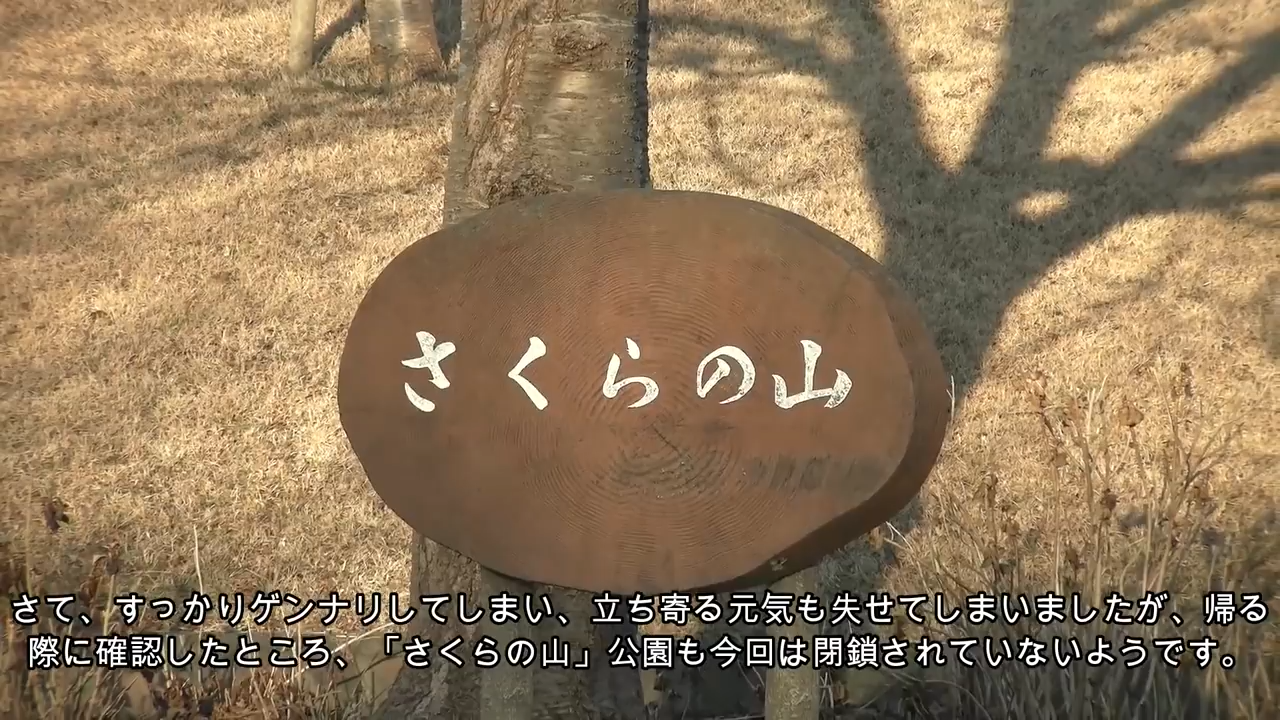 さくらの山
さて、すっかりゲンナリしてしまい、立ち寄る元気も失せてしまいましたが、帰る
際に確認したところ、「さくらの山」公園も今回は閉鎖されていないようです。